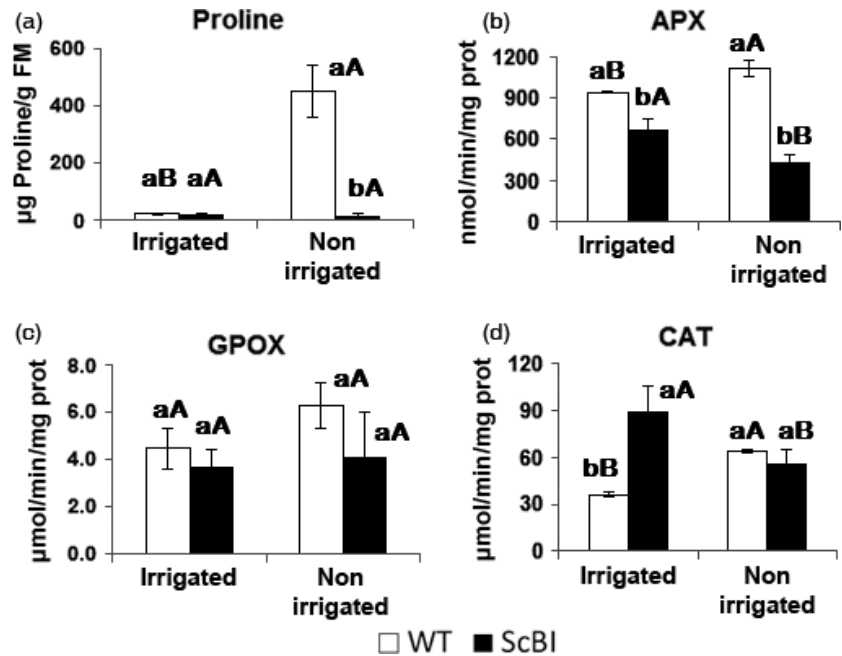 (a)
Proline
µg Proline/g FM
600
400
200
0
aB
aA
aA
bA
Irrigated
Non
irrigated
(b)
APX
nmol/min/mg prot
1200
900
600
300
0
aB
bA
aA
bB
Irrigated
Non
irrigated
(c)
GPOX
µmol/min/mg prot
8.0
6.0
4.0
2.0
0.0
aA
aA
aA
aA
Irrigated
Non
irrigated
(d)
CAT
µmol/min/mg prot
120
90
60
30
0
bB
aA
aA
aB
Irrigated
Non
irrigated
WT ScBI